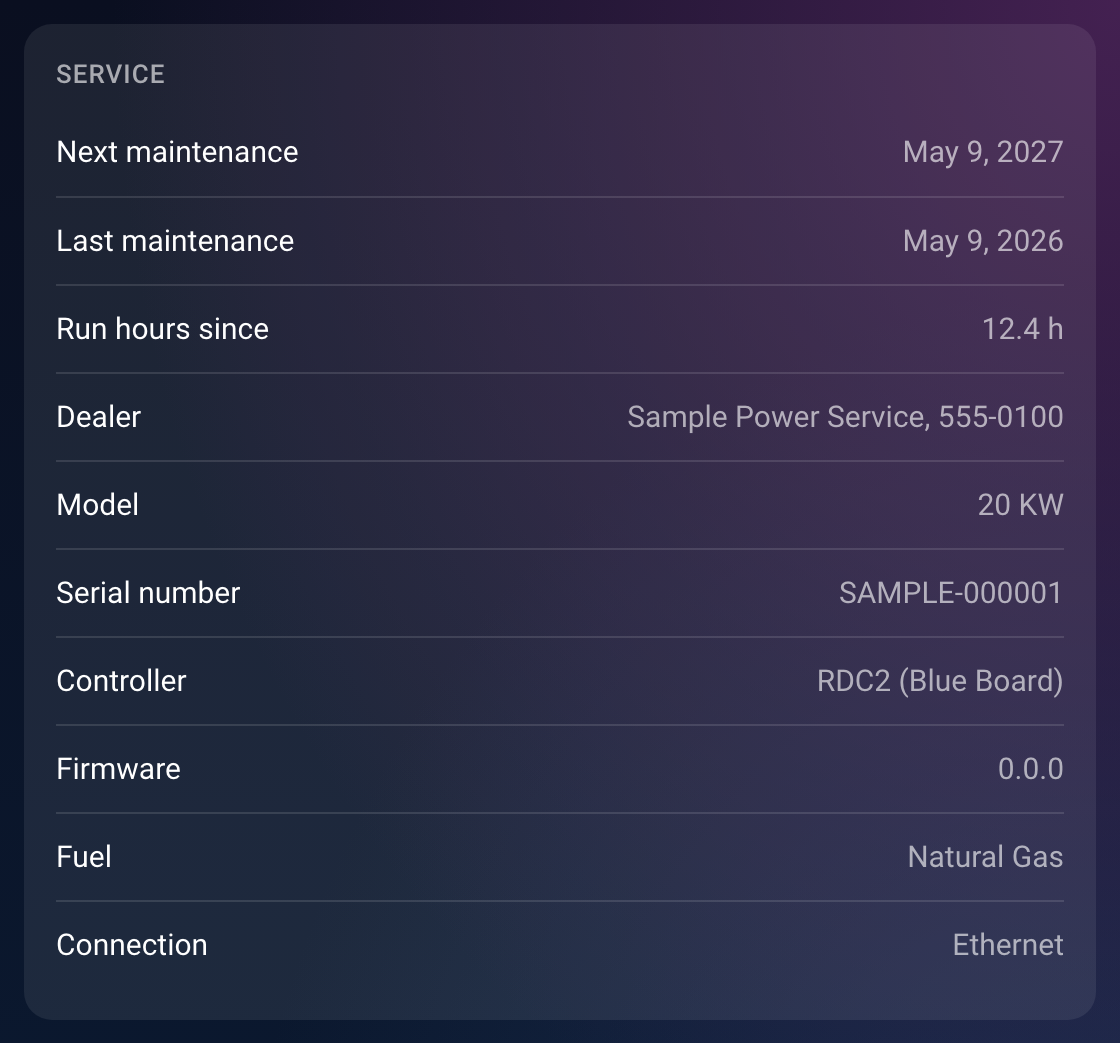 SERVICE
Next maintenance May 9, 2027
Last maintenance May 9, 2026
Run hours since 12.4 h
Dealer Sample Power Service, 555-0100
Model 20 KW
Serial number SAMPLE-000001
Controller RDC2 (Blue Board)
Firmware 0.0.0
Fuel Natural Gas
Connection Ethernet